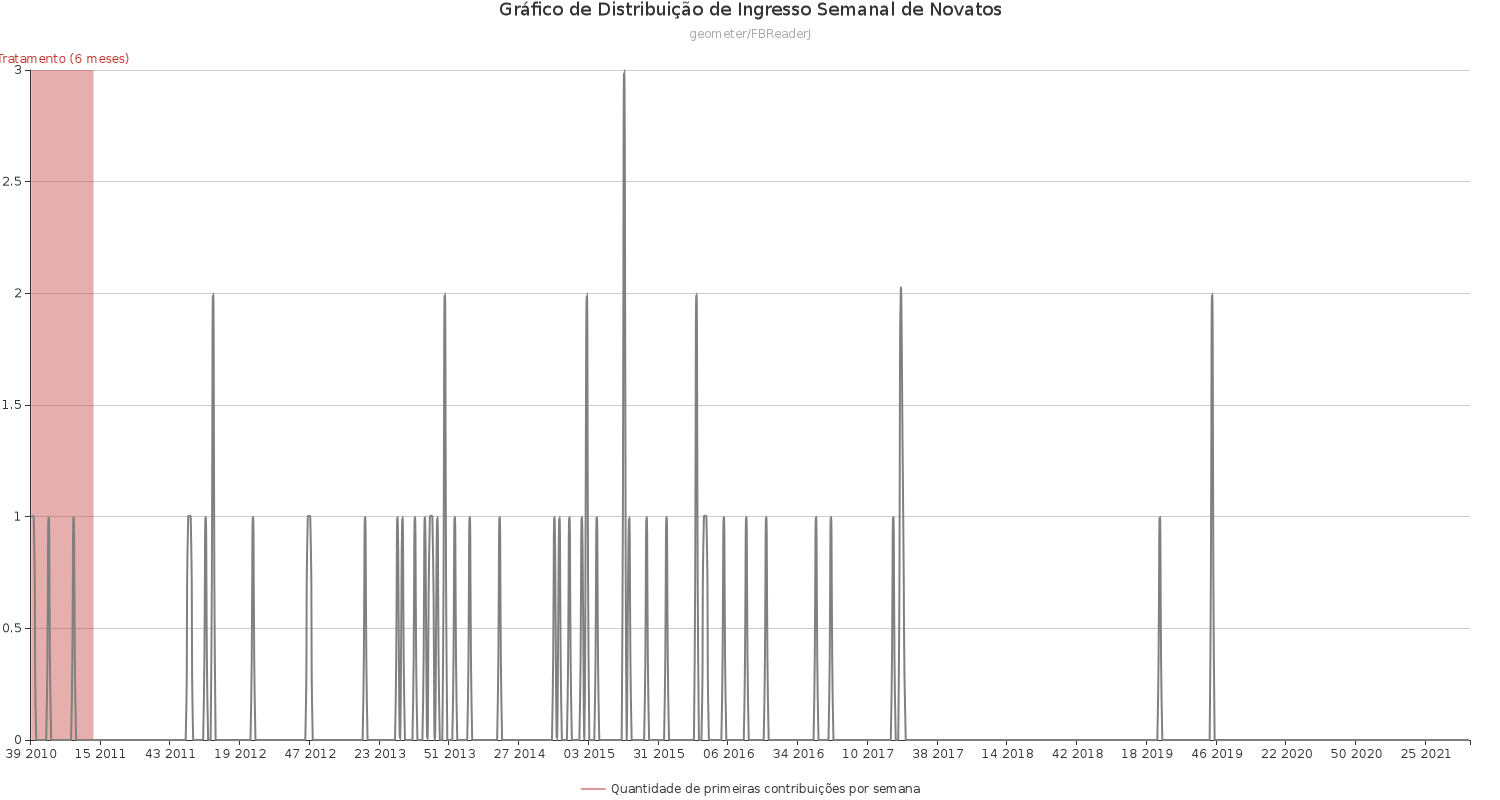 Gráfico de Distribuição de Ingresso Semanal de Novatos
geometer/FBReaderJ
Tratamento (6 meses)
3
2.5
2
1.5
1
0.5
0
39 2010 15 2011 43 2011 19 2012 47 2012 23 2013 51 2013 27 2014 03 2015 31 2015 06 2016 34 2016 10 2017 38 2017 14 2018 42 2018 18 2019 46 2019 22 2020 50 2020 25 2021
Quantidade de primeiras contribuições por semana